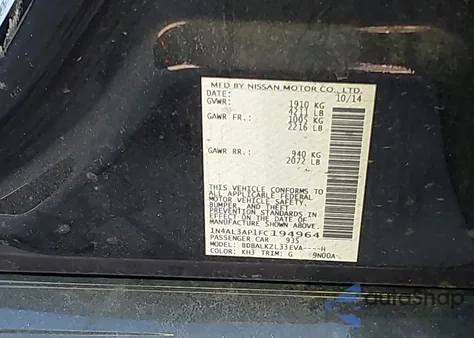 MFD BY NISSAN MOTOR CO., LTD.
DATE: 10/14
GVWR: 1910 KG
4211 LB
GAWR FR.: 1005 KG
2216 LB
GAWR RR.: 940 KG
2072 LB
THIS VEHICLE CONFORMS TO
ALL APPLICABLE FEDERAL
MOTOR VEHICLE SAFETY,
BUMPER, AND THEFT
PREVENTION STANDARDS
IN EFFECT ON THE DATE OF
MANUFACTURE SHOWN ABOVE.
1N4AL3AP1FC194964
PASSENGER CAR 935
MODEL: BDBALKZL33EVA----H
COLOR: KH3 TRIM: G 9N00A
autoShap